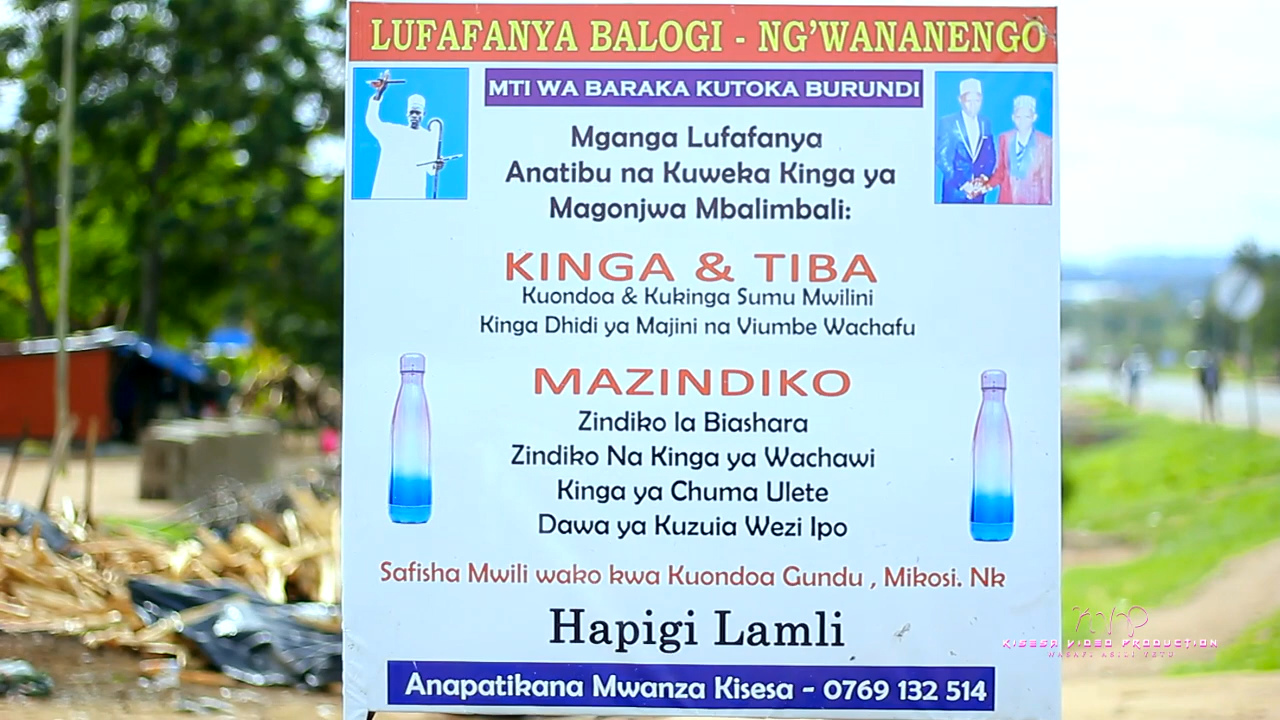 LUFAFANYA BALOGI - NG'WANANENGO
MTI WA BARAKA KUTOKA BURUNDI
Mganga Lufafanya
Anatibu na Kuweka Kinga ya
Magonjwa Mbalimbali:
KINGA & TIBA
Kuondoa & Kukinga Sumu Mwilini
Kinga Dhidi ya Majini na Viumbe Wachafu
MAZINDIKO
Zindiko la Biashara
Zindiko Na Kinga ya Wachawi
Kinga ya Chuma Ulete
Dawa ya Kuzuia Wezi Ipo
Safisha Mwili wako kwa Kuondoa Gundu , Mikosi. Nk
Hapigi Lamli
Anapatikana Mwanza Kisesa - 0769 132 514
KISESA VIDEO PRODUCTION
WASAFI ASILI YETU